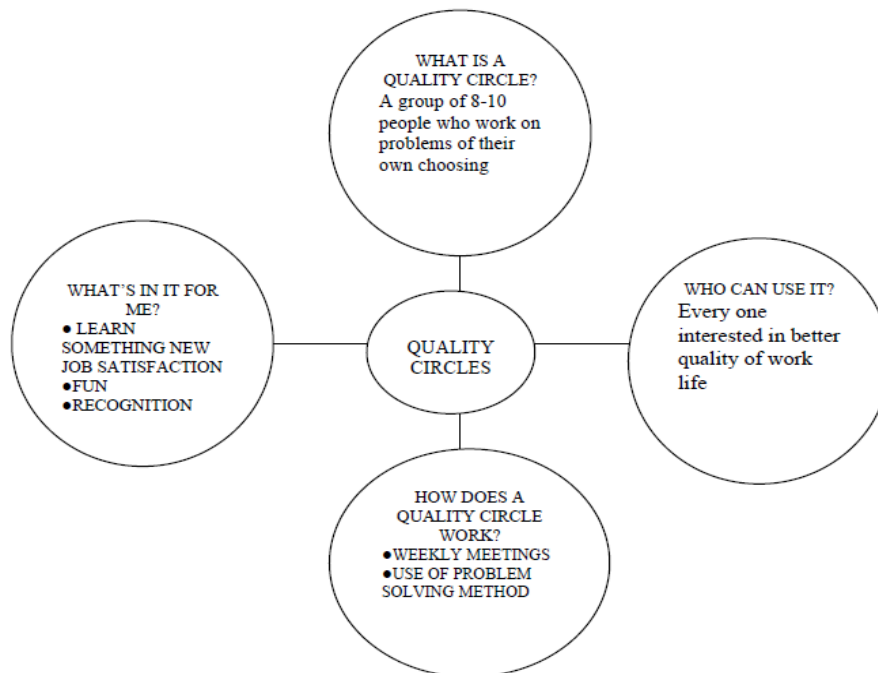 WHAT IS A
QUALITY CIRCLE?
A group of 8-10
people who work on
problems of their
own choosing
WHAT’S IN IT FOR
ME?
● LEARN
SOMETHING NEW
JOB SATISFACTION
●FUN
●RECOGNITION
QUALITY
CIRCLES
WHO CAN USE IT?
Every one
interested in better
quality of work
life
HOW DOES A
QUALITY CIRCLE
WORK?
●WEEKLY MEETINGS
●USE OF PROBLEM
SOLVING METHOD